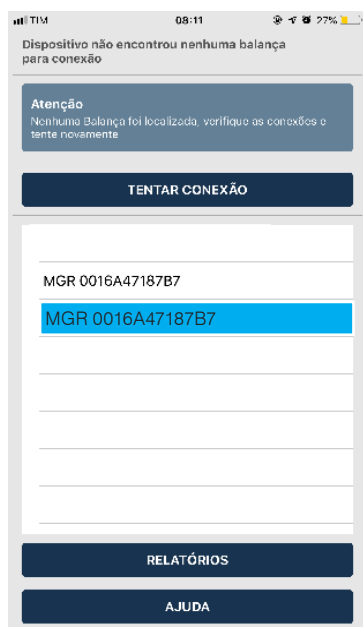 TIM 08:11 27%
Dispositivo não encontrou nenhuma balança
para conexão
Atenção
Nenhuma Balança foi localizada, verifique as conexões e
tente novamente
TENTAR CONEXÃO
MGR 0016A47187B7
MGR 0016A47187B7
RELATÓRIOS
AJUDA